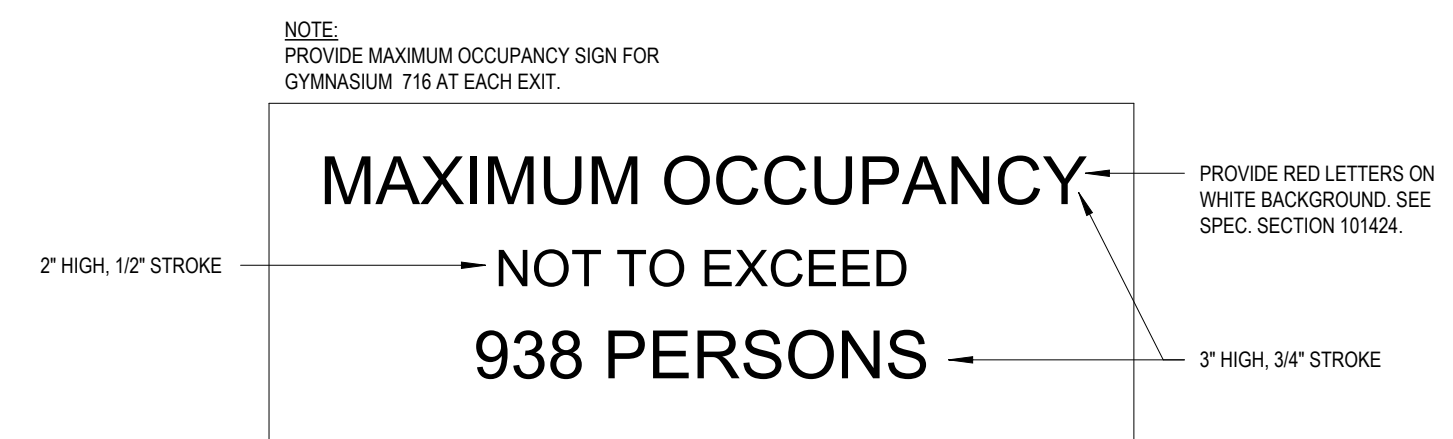 NOTE:
PROVIDE MAXIMUM OCCUPANCY SIGN FOR
GYMNASIUM 716 AT EACH EXIT.
MAXIMUM OCCUPANCY
PROVIDE RED LETTERS ON
WHITE BACKGROUND. SEE
SPEC. SECTION 101424.
2" HIGH, 1/2" STROKE
NOT TO EXCEED
938 PERSONS
3" HIGH, 3/4" STROKE